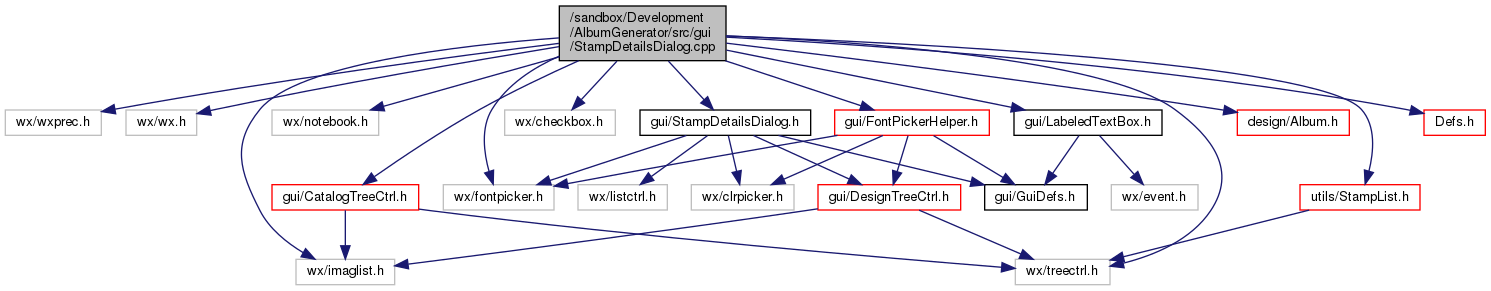 /sandbox/Development
/AlbumGenerator/src/gui
/StampDetailsDialog.cpp
wx/wxprec.h
wx/wx.h
wx/notebook.h
wx/checkbox.h
gui/StampDetailsDialog.h
gui/FontPickerHelper.h
gui/LabeledTextBox.h
design/Album.h
Defs.h
gui/CatalogTreeCtrl.h
wx/fontpicker.h
wx/listctrl.h
wx/clrpicker.h
gui/DesignTreeCtrl.h
gui/GuiDefs.h
wx/event.h
utils/StampList.h
wx/imaglist.h
wx/treectrl.h